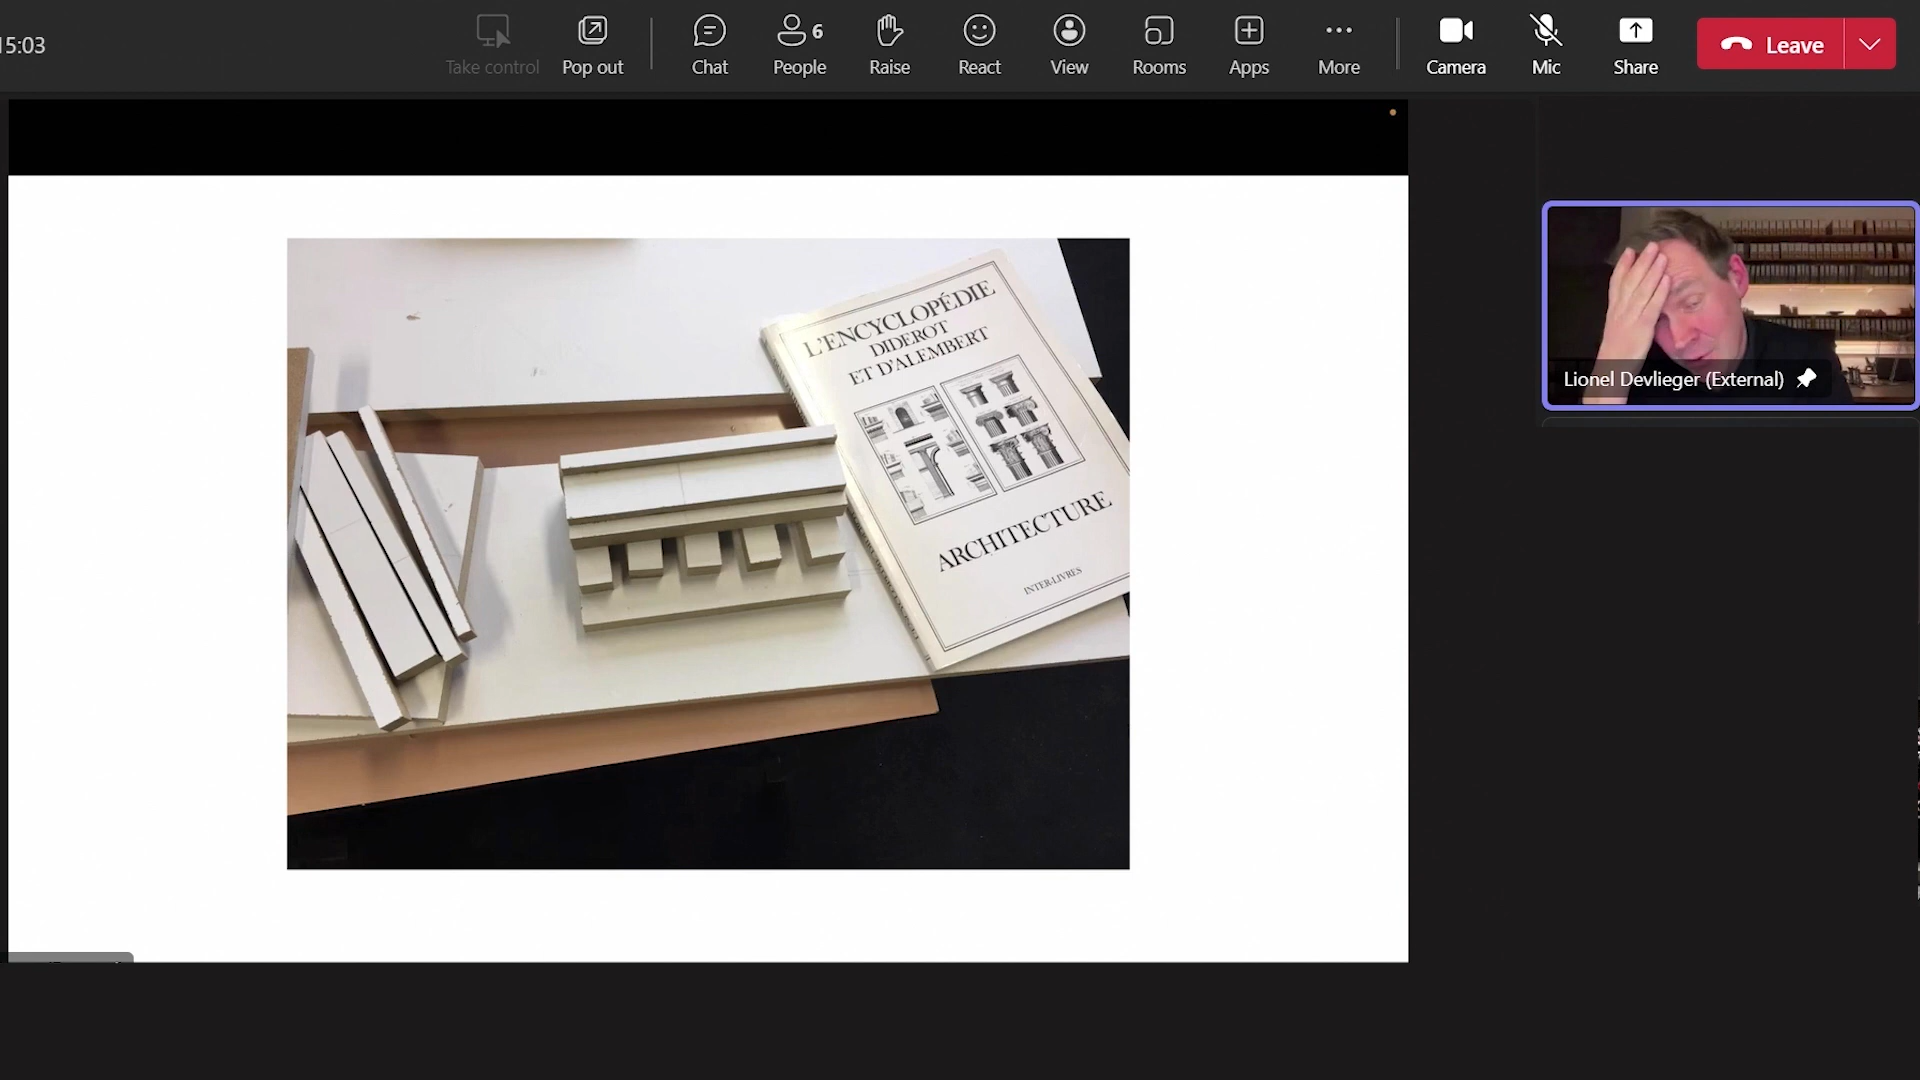 15:03
Take control
Pop out
Chat
People
6
Raise
React
View
Rooms
Apps
More
Camera
Mic
Share
Leave
L'ENCYCLOPÉDIE
DIDEROT
ET D'ALEMBERT
ARCHITECTURE
INTER-LIVRES
Lionel Devlieger (External)